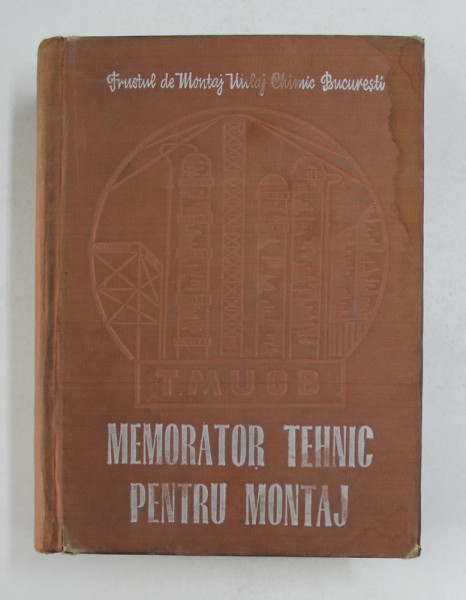 Trustul de Montaj Utilaj Chimic București
T.M.U.C.B
MEMORATOR TEHNIC
PENTRU MONTAJ